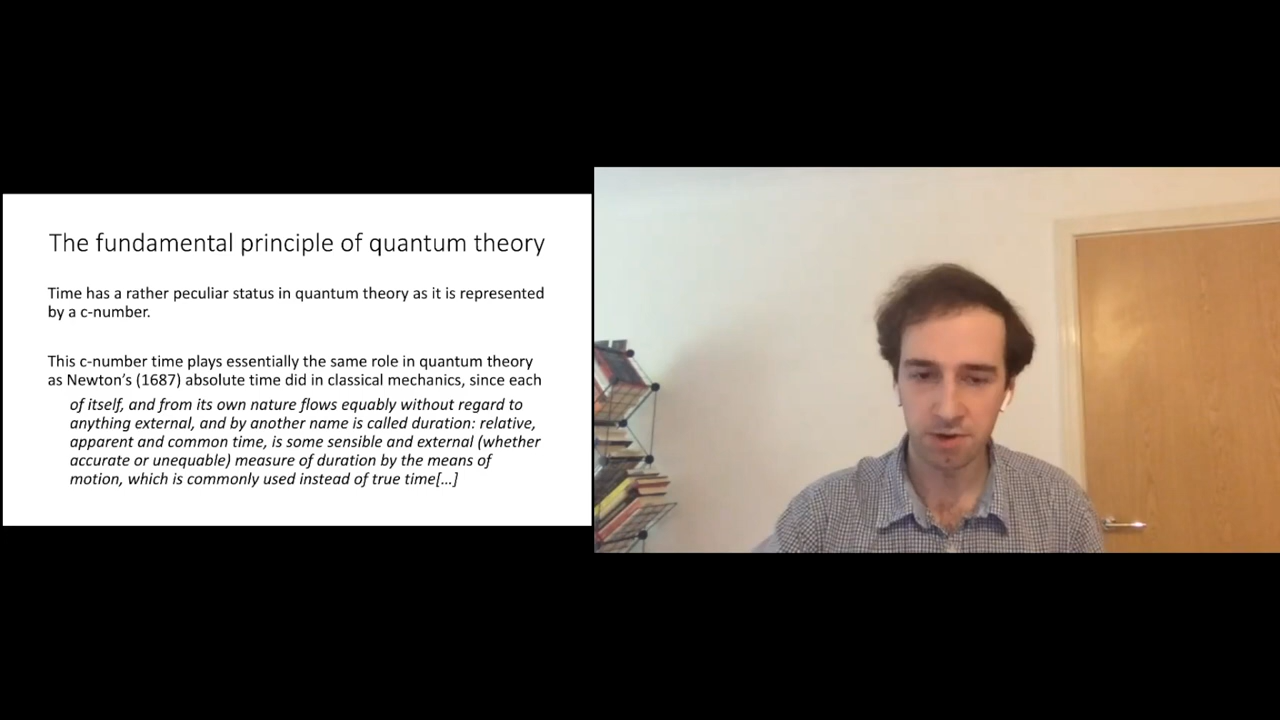 The fundamental principle of quantum theory
Time has a rather peculiar status in quantum theory as it is represented
by a c-number.
This c-number time plays essentially the same role in quantum theory
as Newton's (1687) absolute time did in classical mechanics, since each
of itself, and from its own nature flows equably without regard to
anything external, and by another name is called duration: relative,
apparent and common time, is some sensible and external (whether
accurate or unequable) measure of duration by the means of
motion, which is commonly used instead of true time[...]